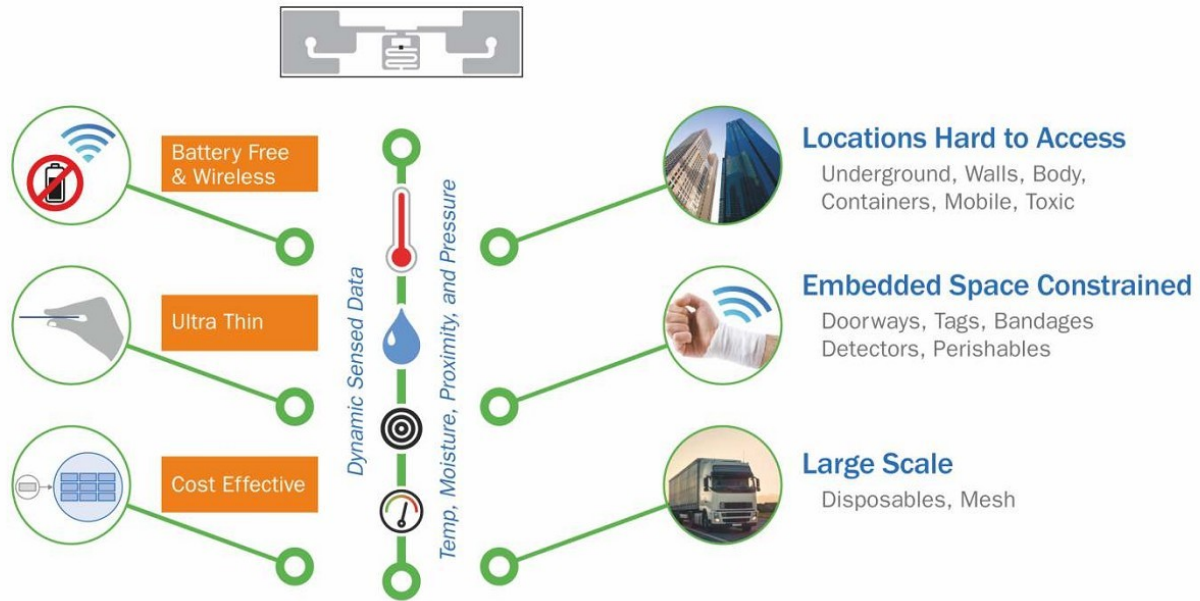 Battery Free
& Wireless
Ultra Thin
Cost Effective
Dynamic Sensed Data
Temp, Moisture, Proximity, and Pressure
Locations Hard to Access
Underground, Walls, Body,
Containers, Mobile, Toxic
Embedded Space Constrained
Doorways, Tags, Bandages
Detectors, Perishables
Large Scale
Disposables, Mesh